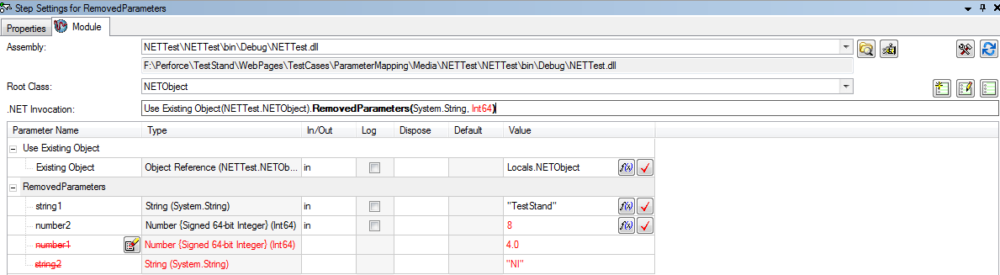 Step Settings for RemovedParameters
Properties Module
Assembly: NETTest\NETTest\bin\Debug\NETTest.dll
F:\Perforce\TestStand\WebPages\TestCases\ParameterMapping\Media\NETTest\NETTest\bin\Debug\NETTest.dll
Root Class: NETObject
.NET Invocation: Use Existing Object(NETTest.NETObject).RemovedParameters(System.String, Int64)
Parameter Name Type In/Out Log Dispose Default Value
Use Existing Object
Existing Object Object Reference (NETTest.NETOb... in Locals.NETObject f(x)
RemovedParameters
string1 String (System.String) in "TestStand" f(x)
number2 Number {Signed 64-bit Integer} (Int64) in 8 f(x)
number1 Number {Signed 64-bit Integer} (Int64) 4.0
string2 String (System.String) "NI"